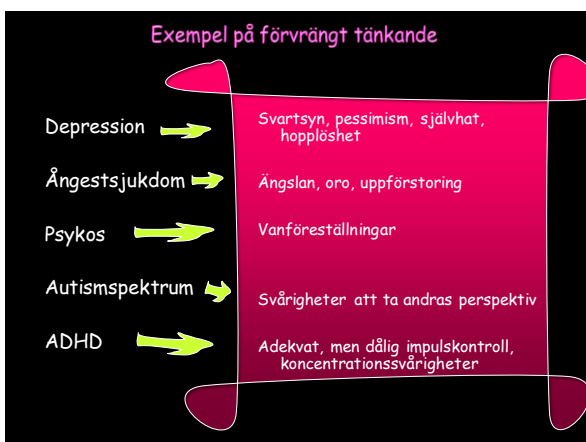 Exempel på förvrängt tänkande
Depression
Svartsyn, pessimism, självhat,
hopplöshet
Ångestsjukdom
Ängslan, oro, uppförstoring
Psykos
Vanföreställningar
Autismspektrum
Svårigheter att ta andras perspektiv
ADHD
Adekvat, men dålig impulskontroll,
koncentrationssvårigheter